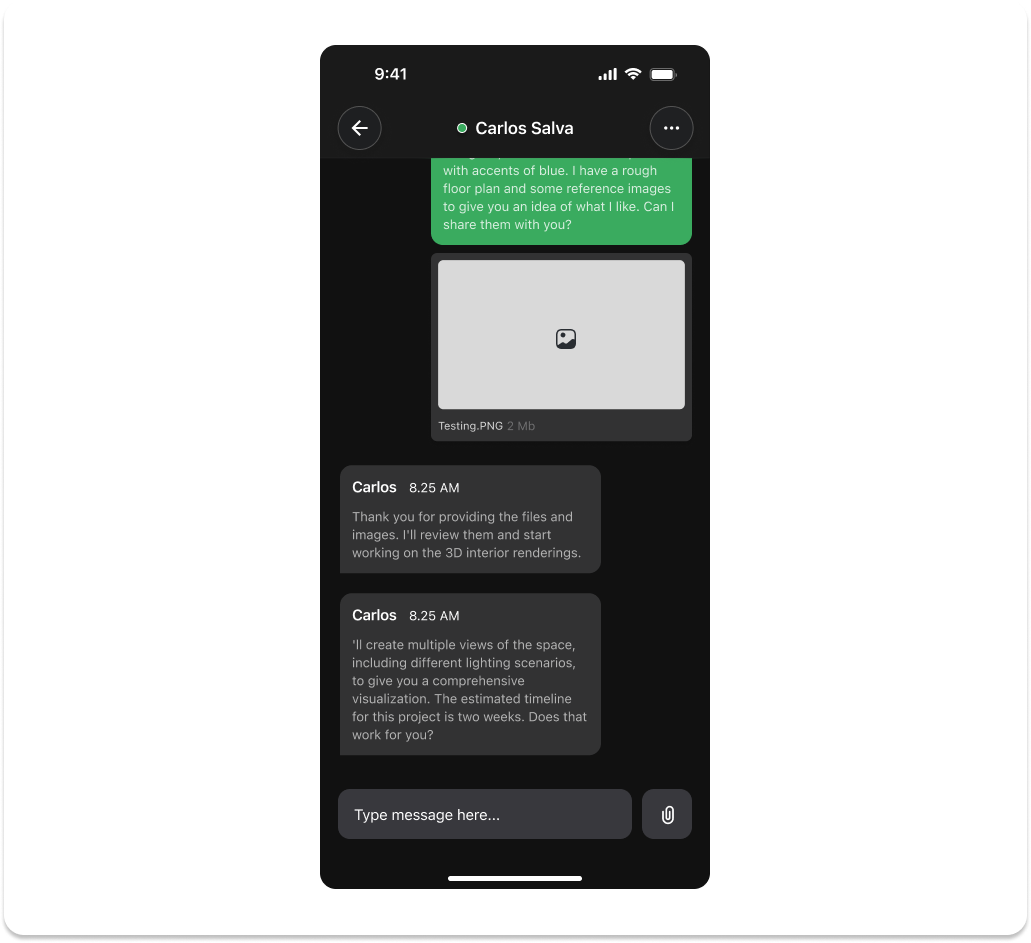 9:41
Carlos Salva
with accents of blue. I have a rough
floor plan and some reference images
to give you an idea of what I like. Can I
share them with you?
Testing.PNG 2 Mb
Carlos 8.25 AM
Thank you for providing the files and
images. I'll review them and start
working on the 3D interior renderings.
Carlos 8.25 AM
'll create multiple views of the space,
including different lighting scenarios,
to give you a comprehensive
visualization. The estimated timeline
for this project is two weeks. Does that
work for you?
Type message here...